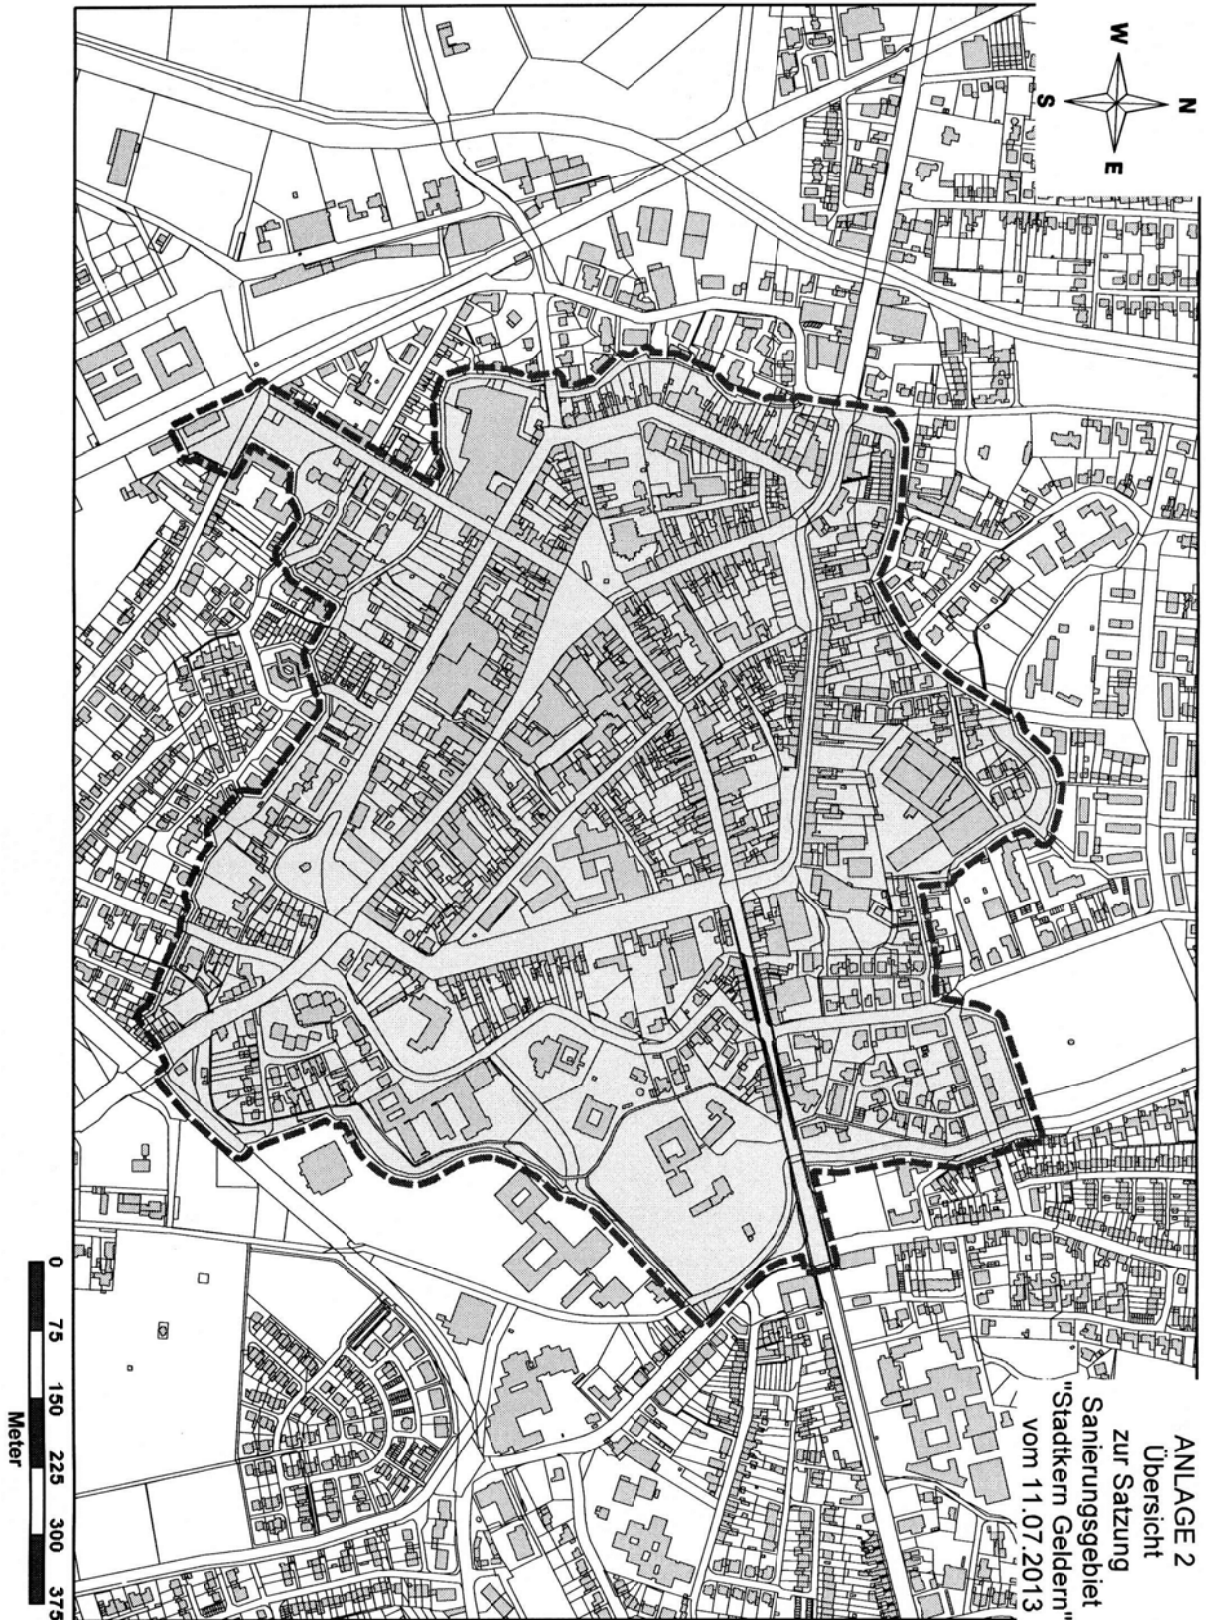 N
W
E
S
ANLAGE 2
Übersicht
zur Satzung
Sanierungsgebiet
"Stadtkern Geldern"
vom 11.07.2013
0 75 150 225 300 375
Meter